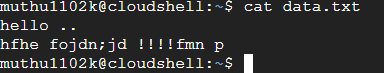 muthu1102k@cloudshell:~$ cat data.txt
hello ..
hfhe fojdn;jd !!!!fmn p
muthu1102k@cloudshell:~$